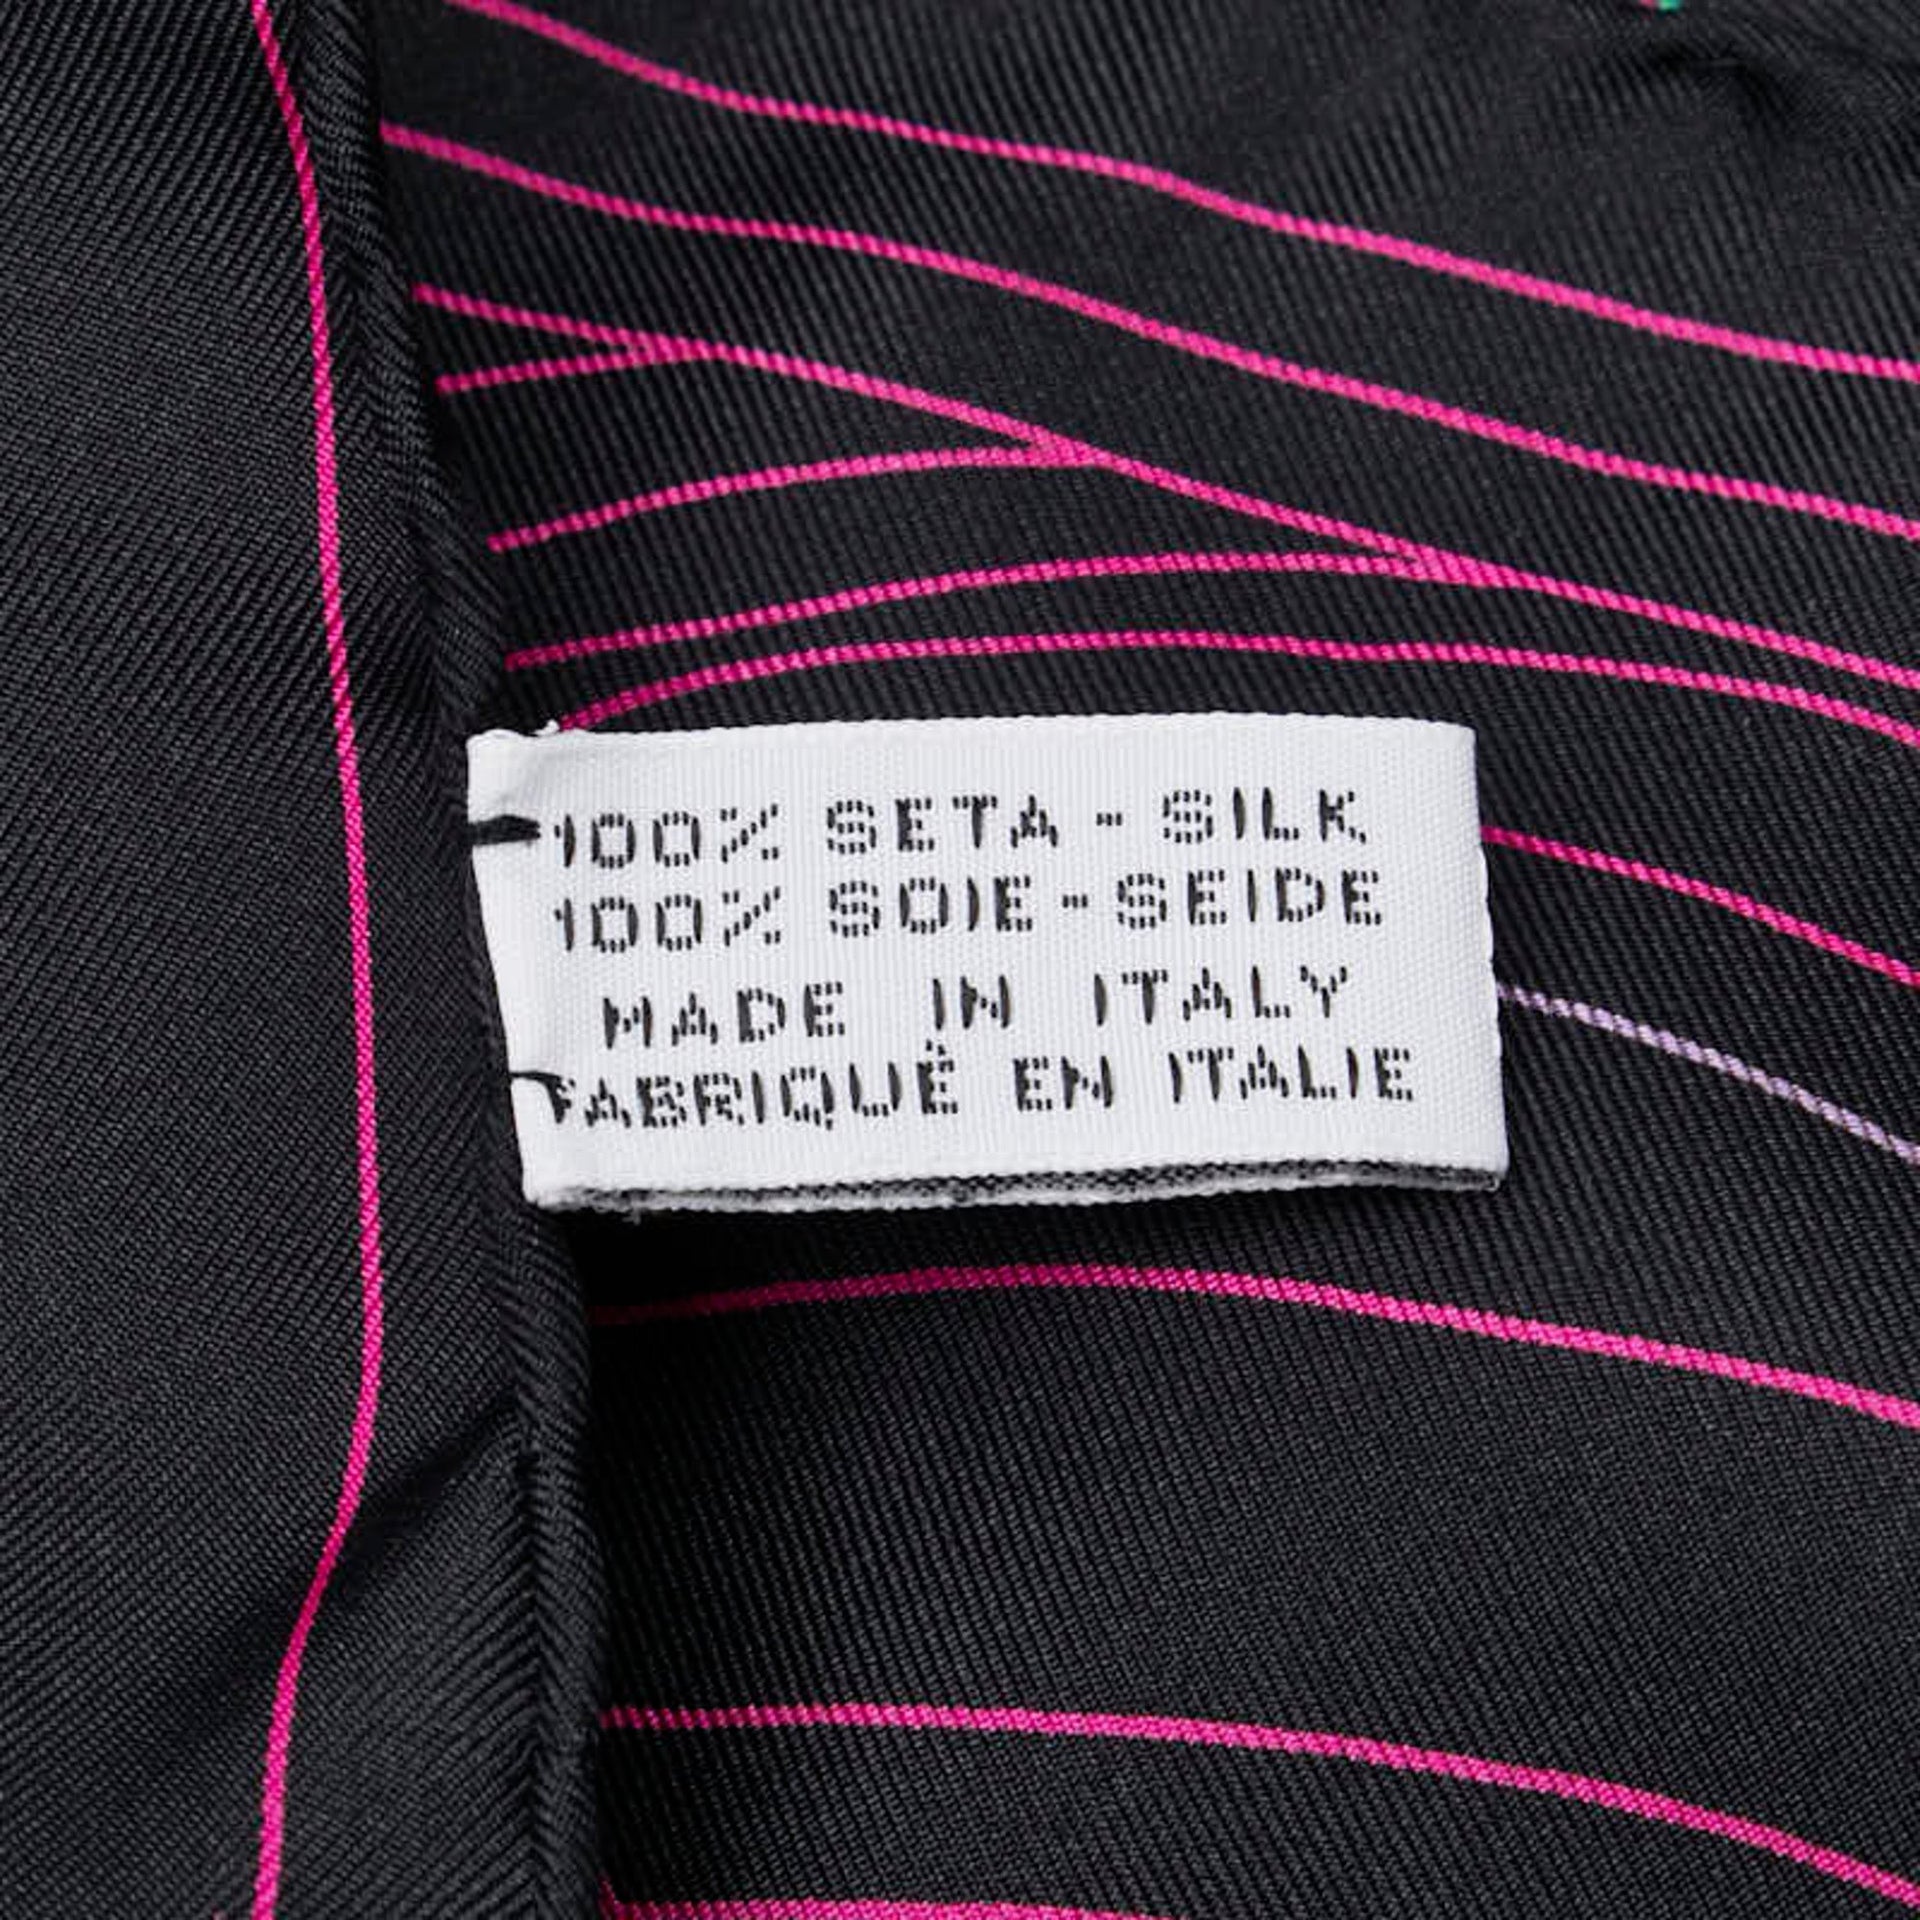 100% SETA - SILK
100% SOIE - SEIDE
MADE IN ITALY
FABRIQUÉ EN ITALIE